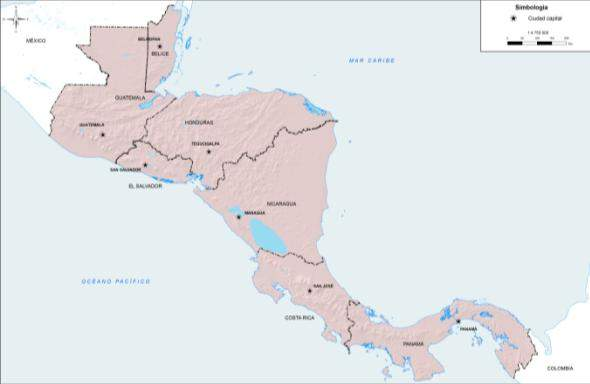 Simbología
Ciudad capital
MÉXICO
MAR CARIBE
BELMOPAN
BELICE
GUATEMALA
GUATEMALA
HONDURAS
TEGUCIGALPA
SAN SALVADOR
EL SALVADOR
NICARAGUA
MANAGUA
OCÉANO PACÍFICO
SAN JOSÉ
COSTA RICA
PANAMÁ
PANAMÁ
COLOMBIA